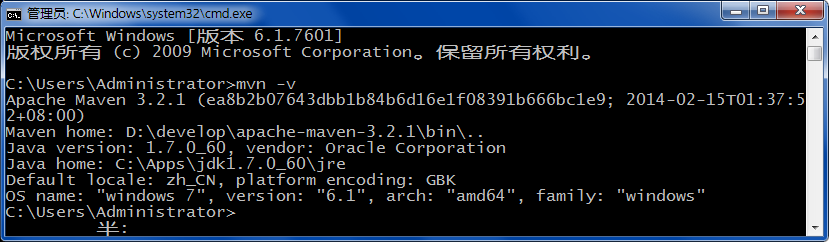 管理员: C:\Windows\system32\cmd.exe
Microsoft Windows [版本 6.1.7601]
版权所有 (c) 2009 Microsoft Corporation。保留所有权利。
C:\Users\Administrator>mvn -v
Apache Maven 3.2.1 (ea8b2b07643dbb1b84b6d16e1f08391b666bc1e9; 2014-02-15T01:37:5
2+08:00)
Maven home: D:\develop\apache-maven-3.2.1\bin\..
Java version: 1.7.0_60, vendor: Oracle Corporation
Java home: C:\Apps\jdk1.7.0_60\jre
Default locale: zh_CN, platform encoding: GBK
OS name: "windows 7", version: "6.1", arch: "amd64", family: "windows"
C:\Users\Administrator>
半: